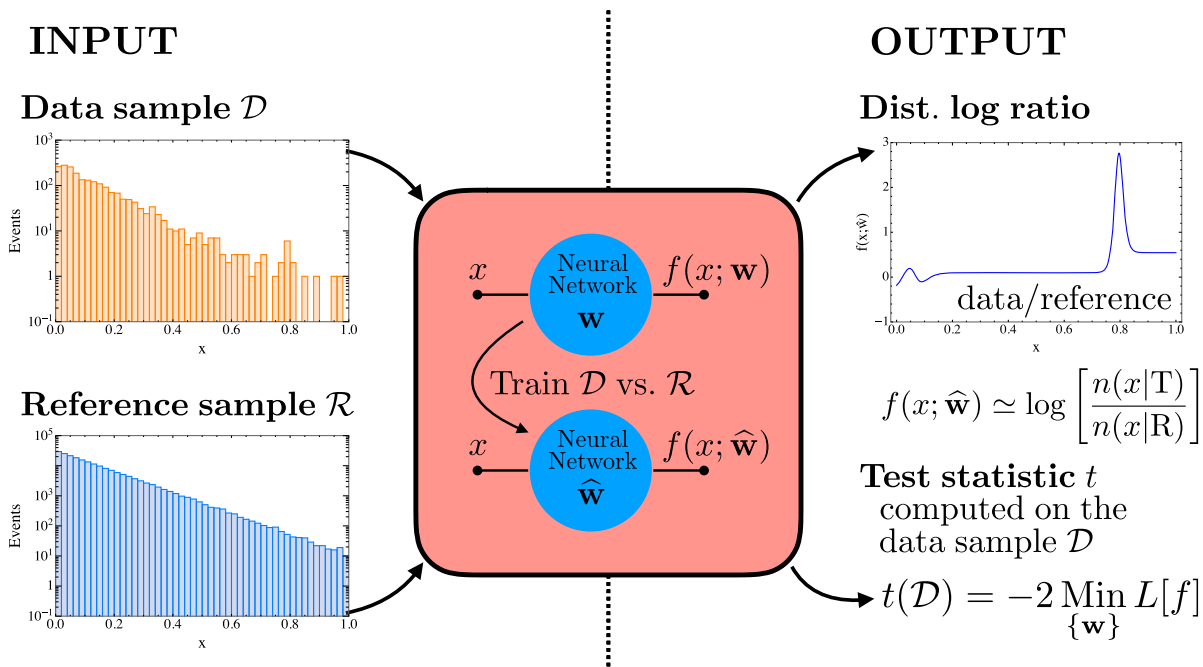 INPUT
Data sample 𝒟
10³
10²
10¹
1
10⁻¹
Events
0.0 0.2 0.4 0.6 0.8 1.0
x
Reference sample ℛ
10⁵
10³
10¹
1
10⁻¹
Events
0.0 0.2 0.4 0.6 0.8 1.0
x
x
Neural
Network
w
f(x; w)
Train 𝒟 vs. ℛ
x
Neural
Network
ŵ
f(x; ŵ)
OUTPUT
Dist. log ratio
3
2
1
0
−1
f(x;ŵ)
data/reference
0.0 0.2 0.4 0.6 0.8 1.0
x
f(x; ŵ) ≃ log [n(x|T) / n(x|R)]
Test statistic t
computed on the
data sample 𝒟
t(𝒟) = −2 Min L[f]
{w}